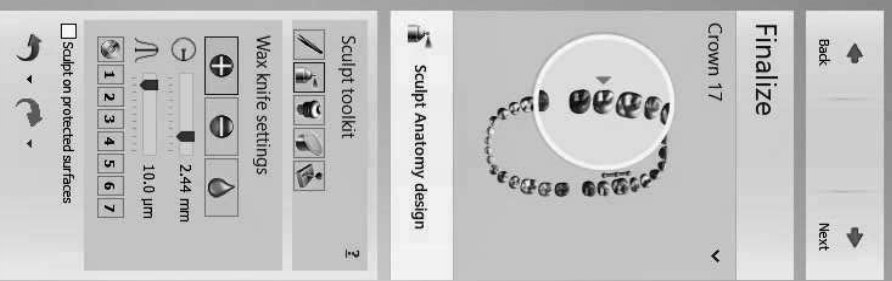 Back
Next
Finalize
Crown 17
Sculpt Anatomy design
Sculpt toolkit
?
Wax knife settings
2.44 mm
10.0 µm
1 2 3 4 5 6 7
Sculpt on protected surfaces